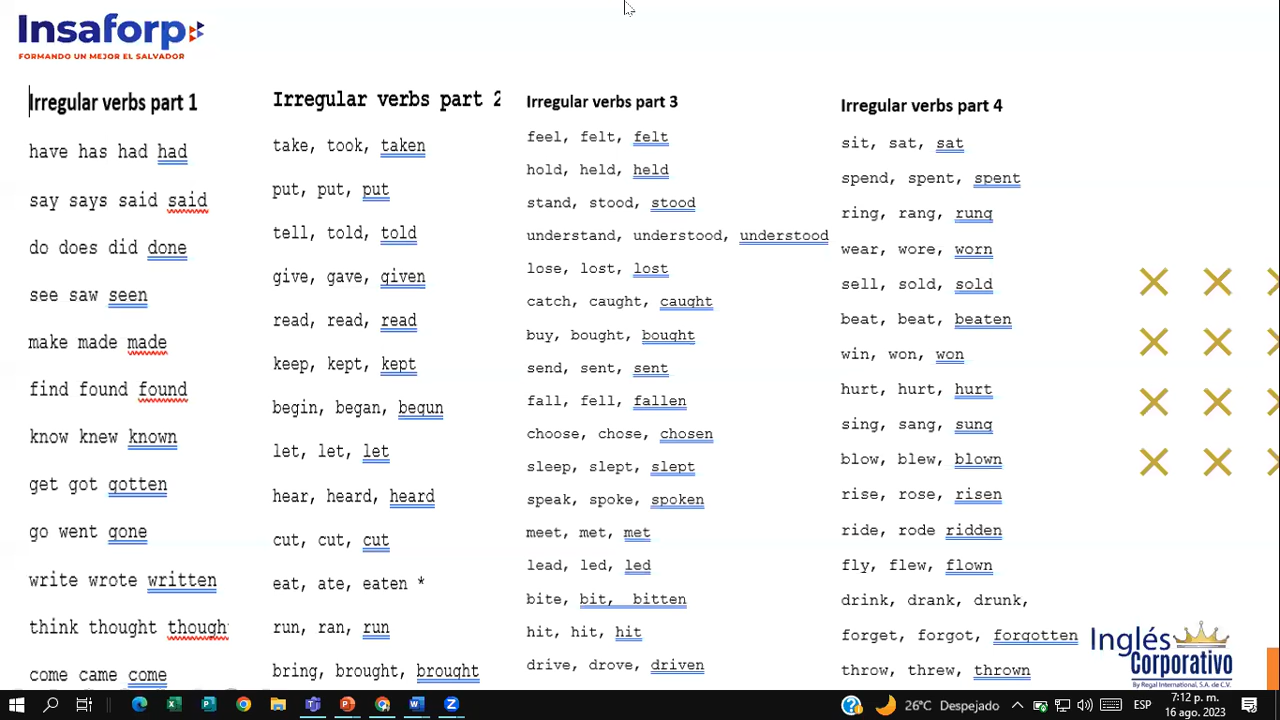 Insaforp
FORMANDO UN MEJOR EL SALVADOR
Irregular verbs part 1
have has had had
say says said said
do does did done
see saw seen
make made made
find found found
know knew known
get got gotten
go went gone
write wrote written
think thought though
come came come
Irregular verbs part 2
take, took, taken
put, put, put
tell, told, told
give, gave, given
read, read, read
keep, kept, kept
begin, began, begun
let, let, let
hear, heard, heard
cut, cut, cut
eat, ate, eaten *
run, ran, run
bring, brought, brought
Irregular verbs part 3
feel, felt, felt
hold, held, held
stand, stood, stood
understand, understood, understood
lose, lost, lost
catch, caught, caught
buy, bought, bought
send, sent, sent
fall, fell, fallen
choose, chose, chosen
sleep, slept, slept
speak, spoke, spoken
meet, met, met
lead, led, led
bite, bit, bitten
hit, hit, hit
drive, drove, driven
Irregular verbs part 4
sit, sat, sat
spend, spent, spent
ring, rang, rung
wear, wore, worn
sell, sold, sold
beat, beat, beaten
win, won, won
hurt, hurt, hurt
sing, sang, sung
blow, blew, blown
rise, rose, risen
ride, rode ridden
fly, flew, flown
drink, drank, drunk,
forget, forgot, forgotten
throw, threw, thrown
Inglés
Corporativo
By Regal International, S.A. de C.V.
26°C Despejado
ESP
7:12 p. m.
16 ago. 2023